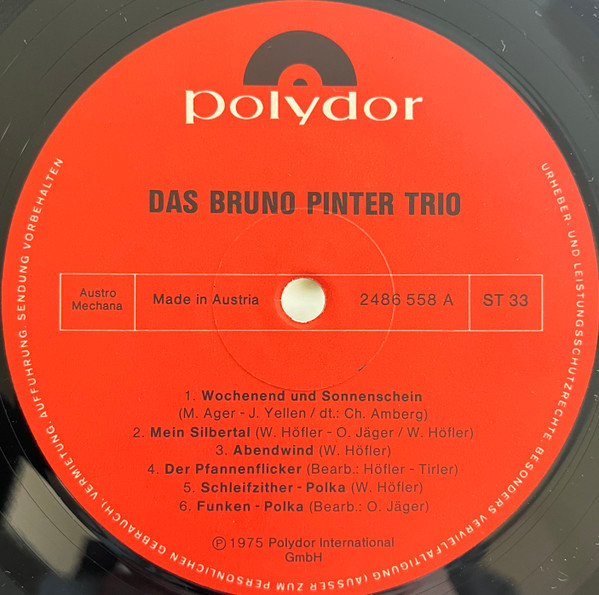 polydor
DAS BRUNO PINTER TRIO
Austro
Mechana
Made in Austria
2486 558 A
ST 33
1. Wochenend und Sonnenschein
(M. Ager - J. Yellen / dt.: Ch. Amberg)
2. Mein Silbertal (W. Höfler - O. Jäger / W. Höfler)
3. Abendwind (W. Höfler)
4. Der Pfannenflicker (Bearb.: Höfler - Tirler)
5. Schleifzither - Polka (W. Höfler)
6. Funken - Polka (Bearb.: O. Jäger)
Ⓟ 1975 Polydor International
GmbH
URHEBER- UND LEISTUNGSSCHUTZRECHTE, BESONDERS VERVIELFÄLTIGUNG (AUSSER ZUM PERSÖNLICHEN GEBRAUCH), VERMIETUNG, AUFFÜHRUNG, SENDUNG VORBEHALTEN